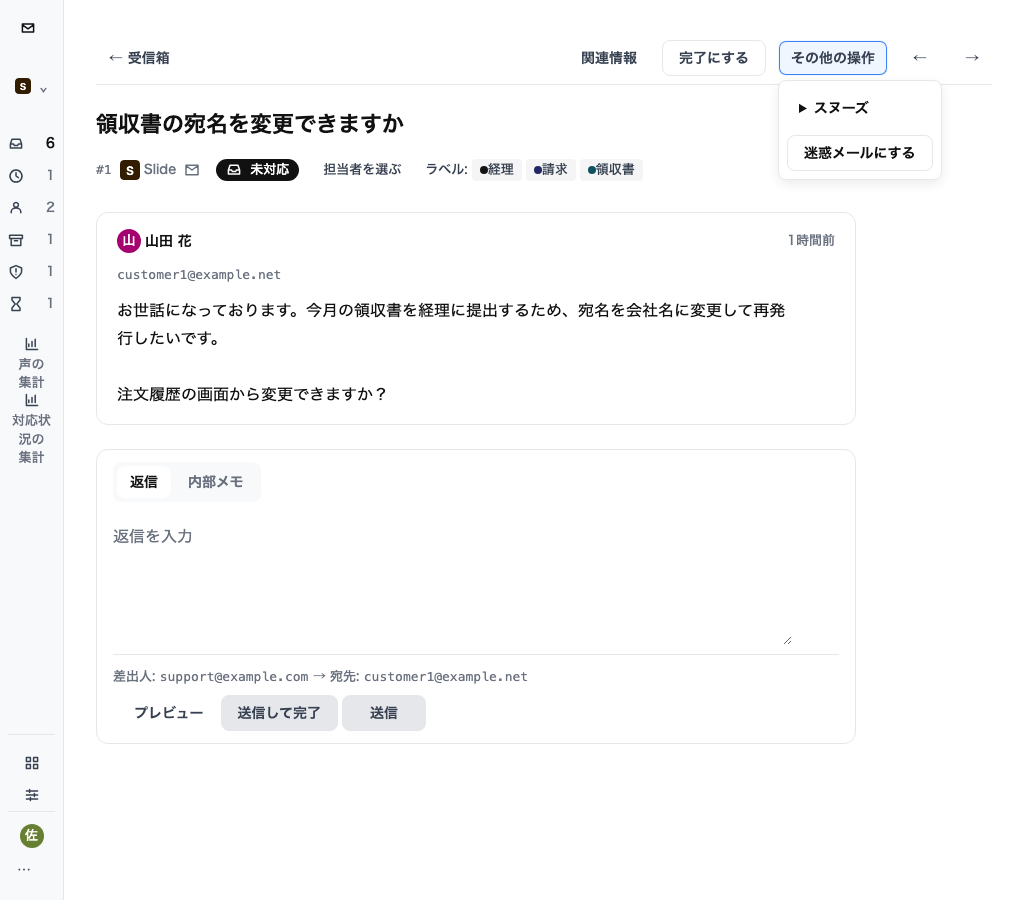 S
6
1
2
1
1
1
声の
集計
対応状
況の
集計
佐
…
← 受信箱
関連情報
完了にする
その他の操作
←
→
▶ スヌーズ
迷惑メールにする
領収書の宛名を変更できますか
#1 S Slide 未対応 担当者を選ぶ ラベル: 経理 請求 領収書
山 山田 花 1時間前
customer1@example.net
お世話になっております。今月の領収書を経理に提出するため、宛名を会社名に変更して再発
行したいです。
注文履歴の画面から変更できますか？
返信 内部メモ
返信を入力
差出人: support@example.com → 宛先: customer1@example.net
プレビュー 送信して完了 送信